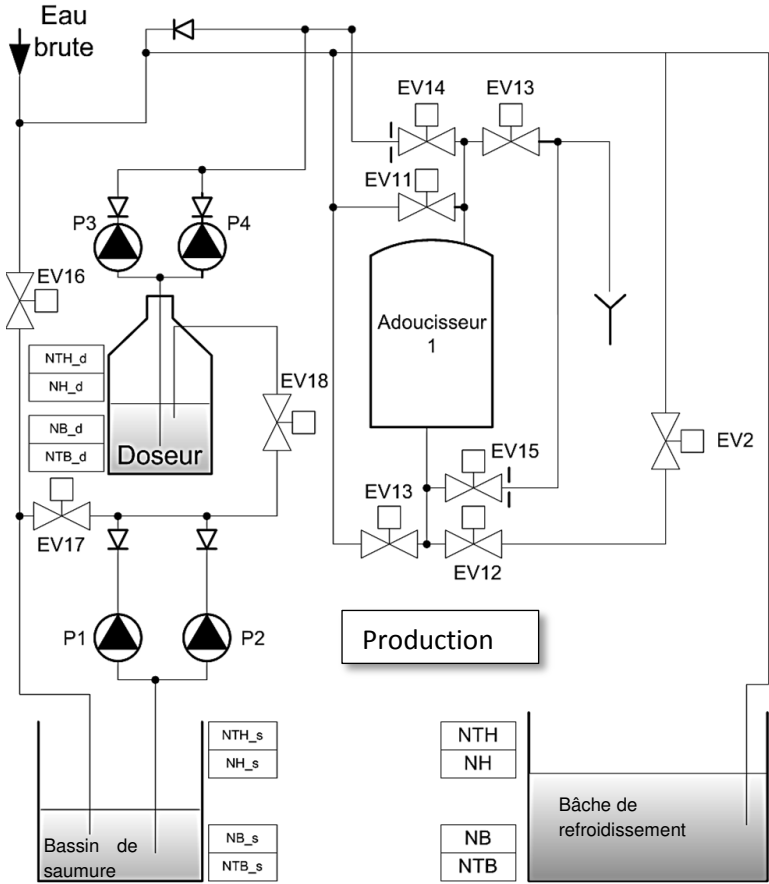 Eau
brute
EV14
EV13
EV11
P3
P4
EV16
Adoucisseur
1
NTH_d
NH_d
EV18
NB_d
NTB_d
Doseur
EV2
EV15
EV13
EV17
EV12
P1
P2
Production
NTH_s
NH_s
NTH
NH
Bâche de
refroidissement
NB_s
NTB_s
NB
NTB
Bassin de
saumure